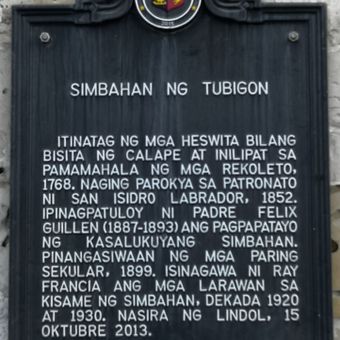 SIMBAHAN NG TUBIGON
ITINATAG NG MGA HESWITA BILANG
BISITA NG CALAPE AT INILIPAT SA
PAMAMAHALA NG MGA REKOLETO,
1768. NAGING PAROKYA SA PATRONATO
NI SAN ISIDRO LABRADOR, 1852.
IPINAGPATULOY NI PADRE FELIX
GUILLEN (1887-1893) ANG PAGPAPATAYO
NG KASALUKUYANG SIMBAHAN.
PINANGASIWAAN NG MGA PARING
SEKULAR, 1899. ISINAGAWA NI RAY
FRANCIA ANG MGA LARAWAN SA
KISAME NG SIMBAHAN, DEKADA 1920
AT 1930. NASIRA NG LINDOL, 15
OKTUBRE 2013.